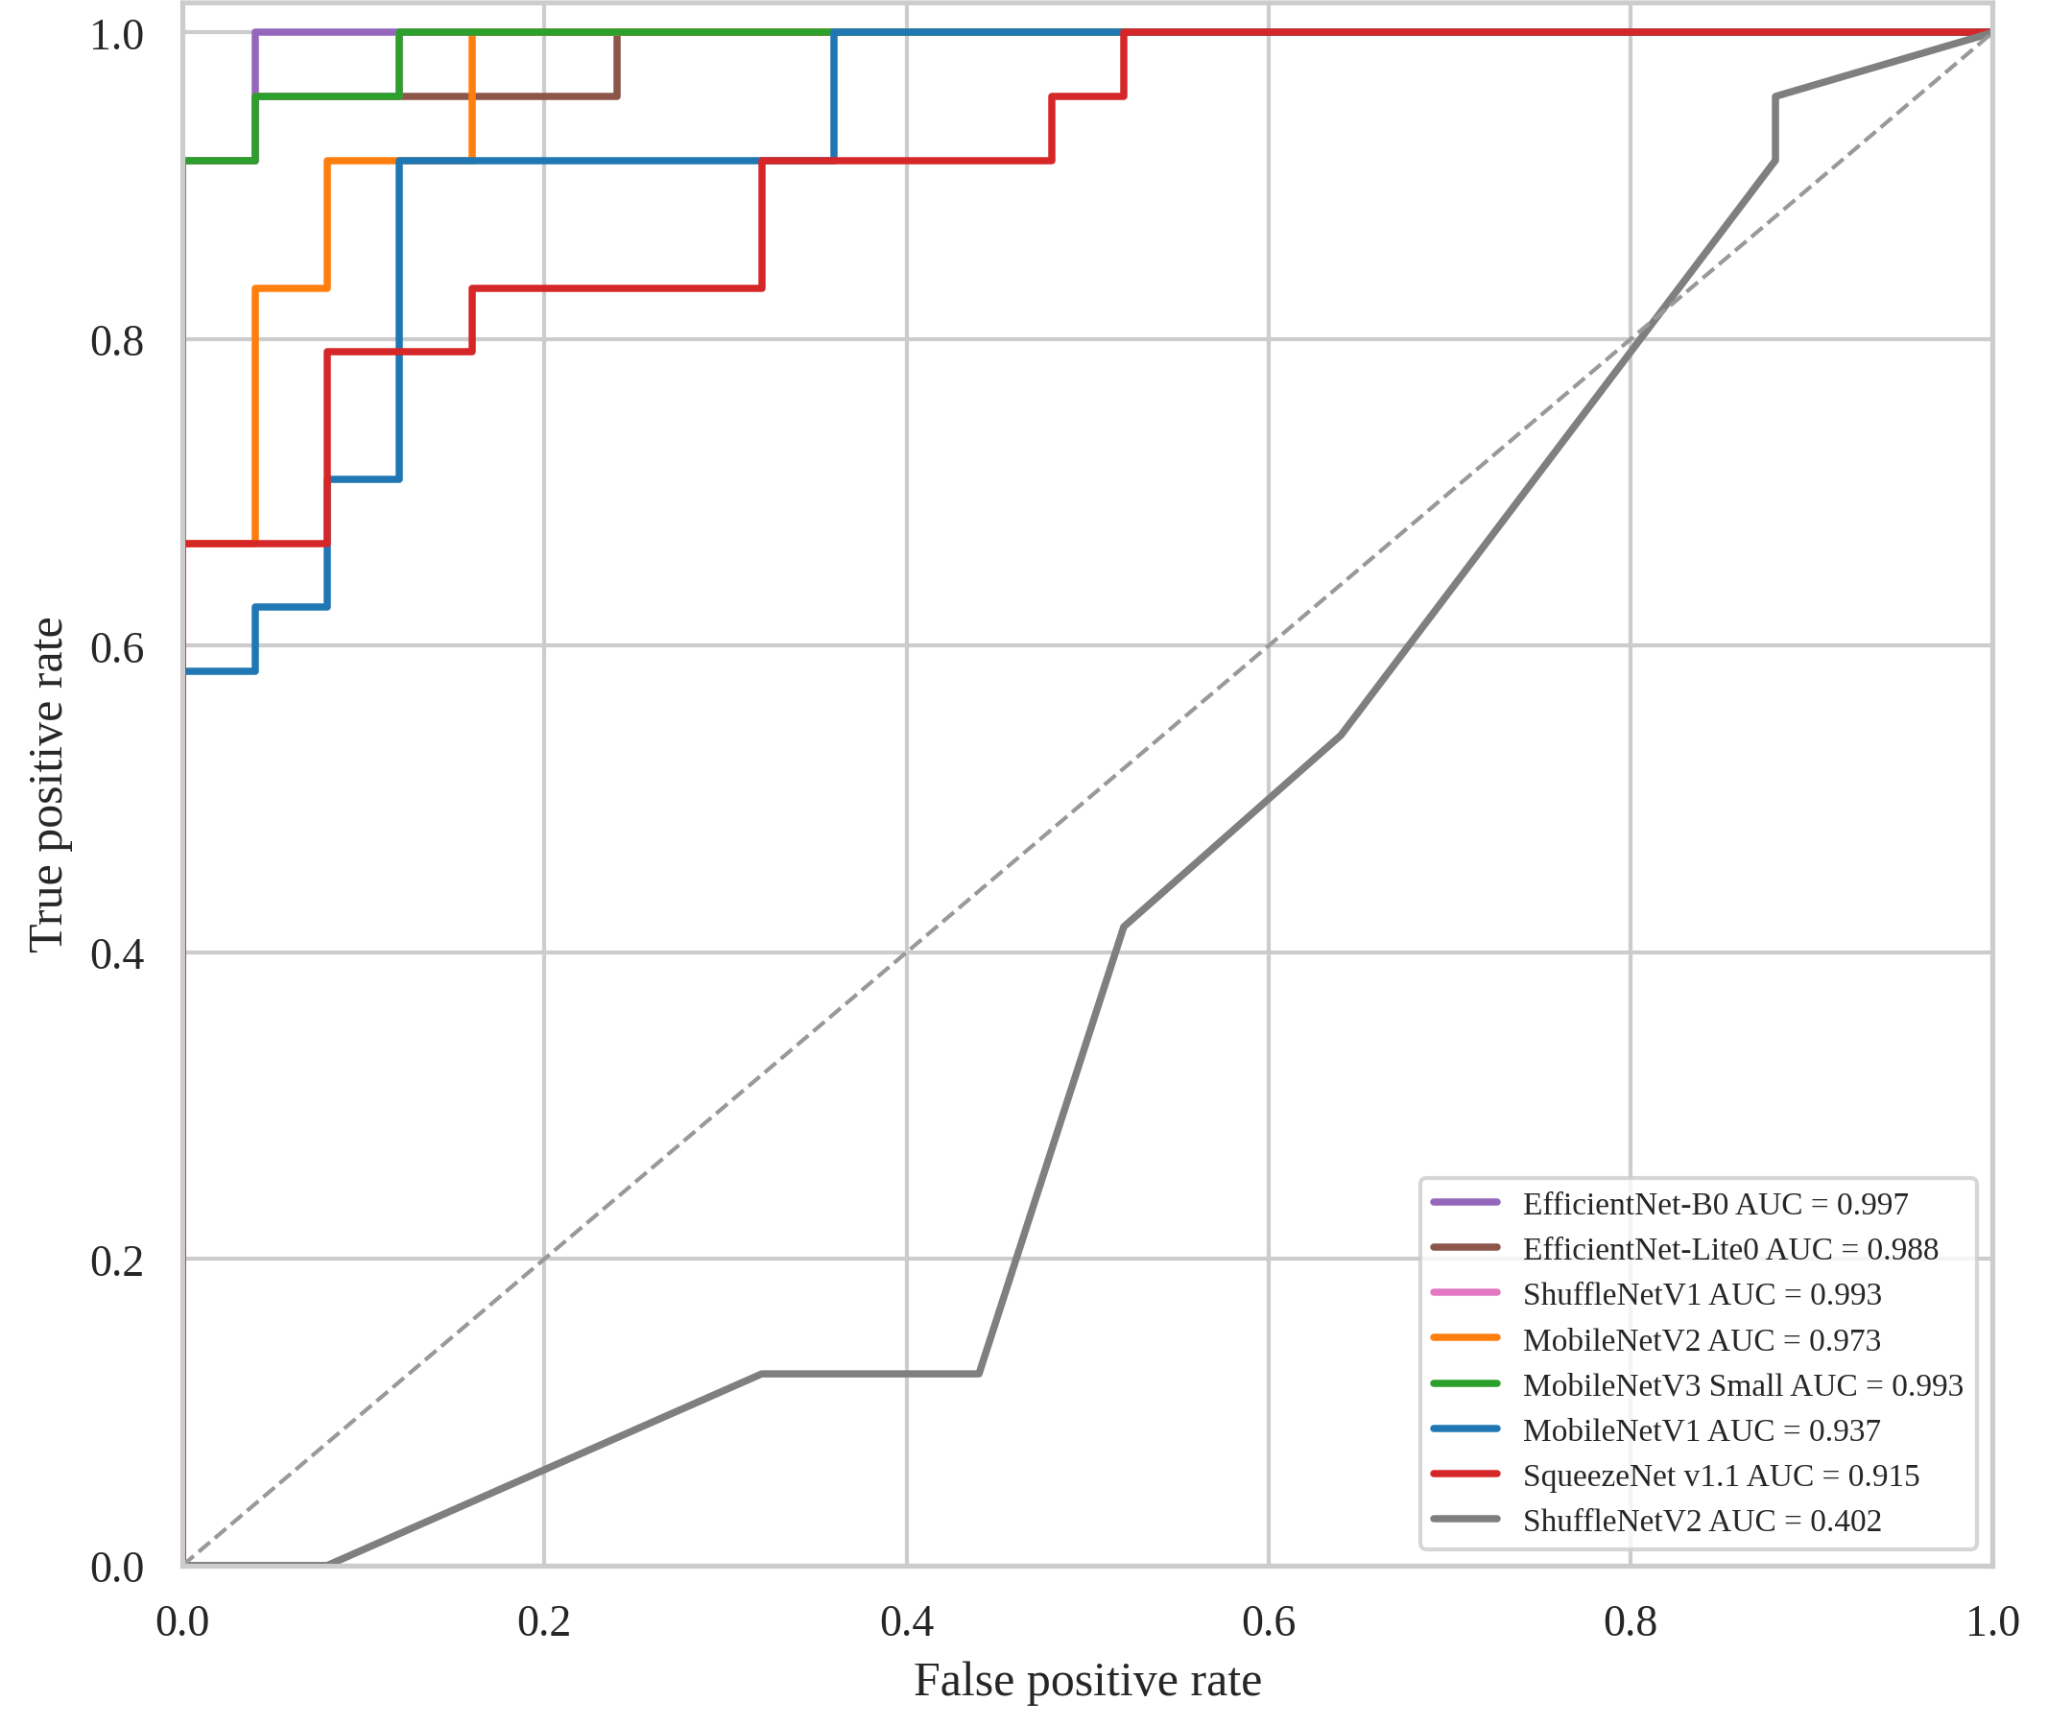 1.0
0.8
0.6
0.4
0.2
0.0
True positive rate
0.0 0.2 0.4 0.6 0.8 1.0
False positive rate
EfficientNet-B0 AUC = 0.997
EfficientNet-Lite0 AUC = 0.988
ShuffleNetV1 AUC = 0.993
MobileNetV2 AUC = 0.973
MobileNetV3 Small AUC = 0.993
MobileNetV1 AUC = 0.937
SqueezeNet v1.1 AUC = 0.915
ShuffleNetV2 AUC = 0.402